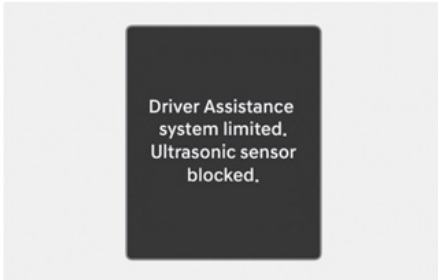 Driver Assistance
system limited.
Ultrasonic sensor
blocked.